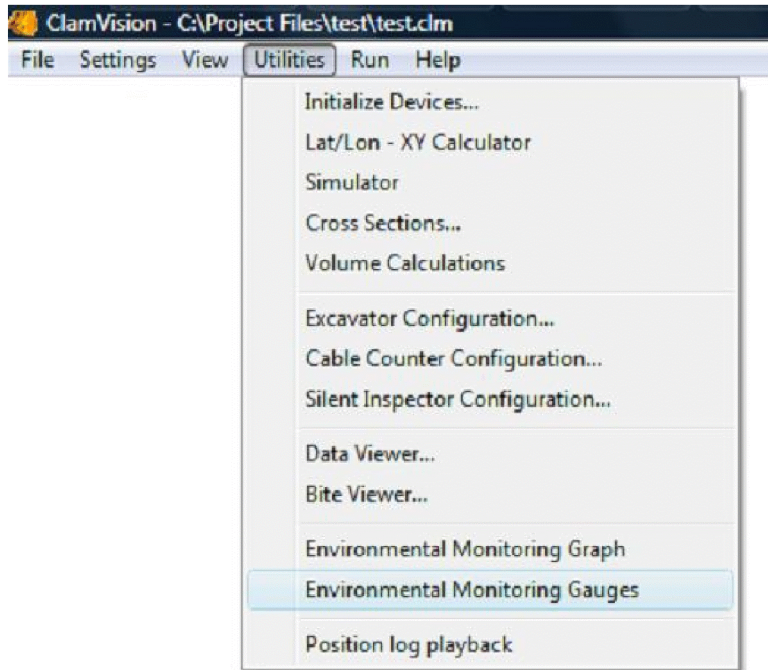 ClamVision - C:\Project Files\test\test.clm
File Settings View Utilities Run Help
Initialize Devices...
Lat/Lon - XY Calculator
Simulator
Cross Sections...
Volume Calculations
Excavator Configuration...
Cable Counter Configuration...
Silent Inspector Configuration...
Data Viewer...
Bite Viewer...
Environmental Monitoring Graph
Environmental Monitoring Gauges
Position log playback